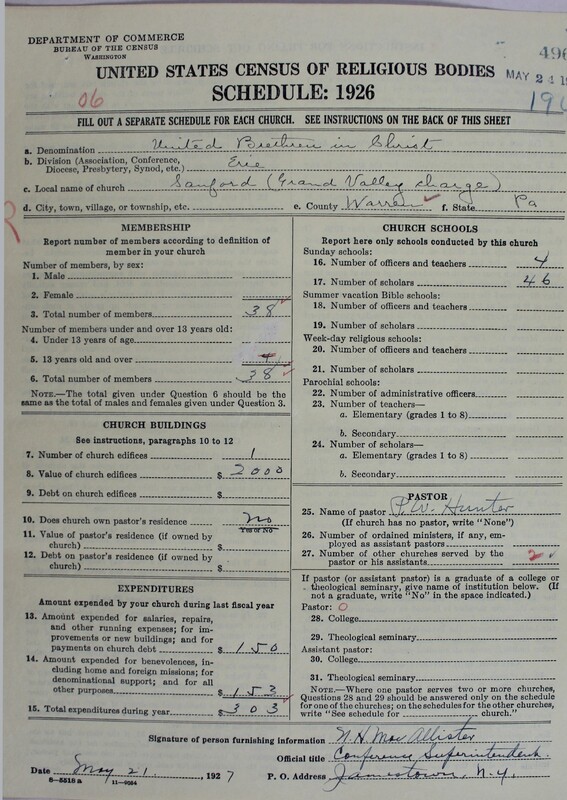 DEPARTMENT OF COMMERCE
BUREAU OF THE CENSUS
WASHINGTON
496
UNITED STATES CENSUS OF RELIGIOUS BODIES
MAY 24 1
06
SCHEDULE: 1926
FILL OUT A SEPARATE SCHEDULE FOR EACH CHURCH. SEE INSTRUCTIONS ON THE BACK OF THIS SHEET
a. Denomination United Brethren in Christ
b. Division (Association, Conference,
Diocese, Presbytery, Synod, etc.) Erie
c. Local name of church Sanford (Grand Valley charge)
d. City, town, village, or township, etc. e. County Warren f. State Pa
MEMBERSHIP
Report number of members according to definition of
member in your church
Number of members, by sex:
1. Male
2. Female
3. Total number of members 38
Number of members under and over 13 years old:
4. Under 13 years of age
5. 13 years old and over
6. Total number of members 38
NOTE.—The total given under Question 6 should be the
same as the total of males and females given under Question 3.
CHURCH BUILDINGS
See instructions, paragraphs 10 to 12
7. Number of church edifices 1
8. Value of church edifices $ 2000
9. Debt on church edifices $
10. Does church own pastor's residence No
Yes or No
11. Value of pastor's residence (if owned by
church) $
12. Debt on pastor's residence (if owned by
church) $
EXPENDITURES
Amount expended by your church during last fiscal year
13. Amount expended for salaries, repairs,
and other running expenses; for im-
provements or new buildings; and for
payments on church debt $ 150
14. Amount expended for benevolences, in-
cluding home and foreign missions; for
denominational support; and for all
other purposes $ 153
15. Total expenditures during year $ 303
CHURCH SCHOOLS
Report here only schools conducted by this church
Sunday schools:
16. Number of officers and teachers 4
17. Number of scholars 46
Summer vacation Bible schools:
18. Number of officers and teachers
19. Number of scholars
Week-day religious schools:
20. Number of officers and teachers
21. Number of scholars
Parochial schools:
22. Number of administrative officers
23. Number of teachers—
a. Elementary (grades 1 to 8)
b. Secondary
24. Number of scholars—
a. Elementary (grades 1 to 8)
b. Secondary
PASTOR
25. Name of pastor P.W. Hunter
(If church has no pastor, write "None")
26. Number of ordained ministers, if any, em-
ployed as assistant pastors
27. Number of other churches served by the
pastor or his assistants 2
If pastor (or assistant pastor) is a graduate of a college or
theological seminary, give name of institution below. (If
not a graduate, write "No" in the space indicated.)
Pastor: 0
28. College
29. Theological seminary
Assistant pastor:
30. College
31. Theological seminary
NOTE.—Where one pastor serves two or more churches,
Questions 28 and 29 should be answered only on the schedule
for one of the churches; on the schedules for the other churches,
write "See schedule for church."
Signature of person furnishing information N. H. MacAllister
Official title Conference Superintendent
Date May 21, 1927 P. O. Address Jamestown, N.Y.
8-5518a 11-9554